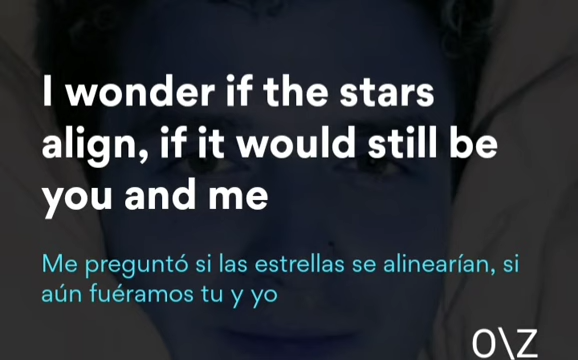 I wonder if the stars
align, if it would still be
you and me
Me preguntó si las estrellas se alinearían, si
aún fuéramos tu y yo
O\Z